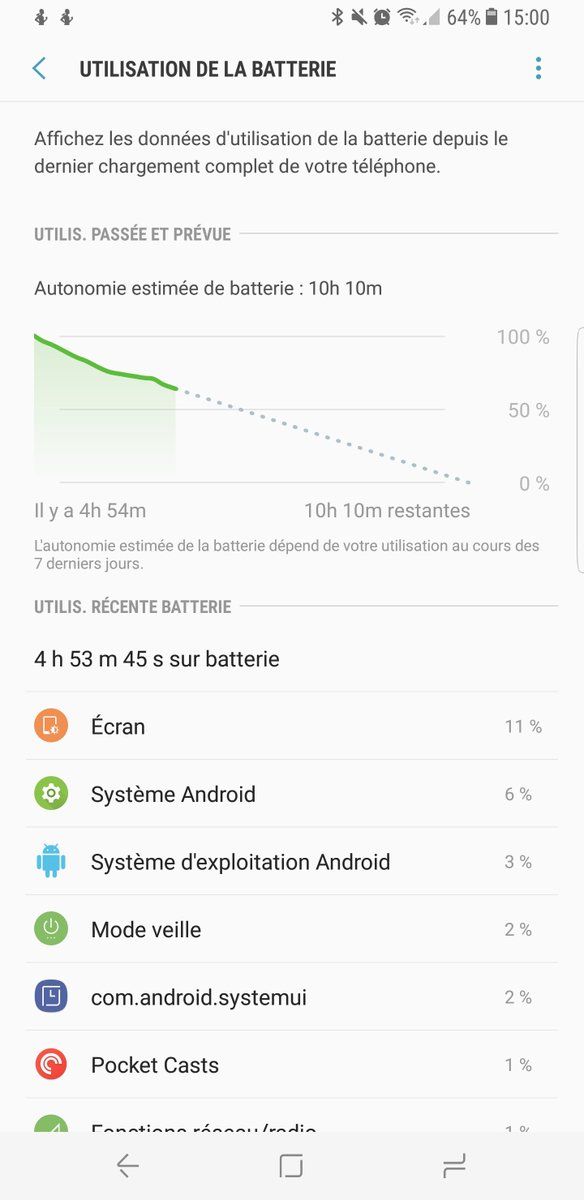 64% 15:00
UTILISATION DE LA BATTERIE
Affichez les données d'utilisation de la batterie depuis le
dernier chargement complet de votre téléphone.
UTILIS. PASSÉE ET PRÉVUE
Autonomie estimée de batterie : 10h 10m
100 %
50 %
0 %
Il y a 4h 54m 10h 10m restantes
L'autonomie estimée de la batterie dépend de votre utilisation au cours des
7 derniers jours.
UTILIS. RÉCENTE BATTERIE
4 h 53 m 45 s sur batterie
Écran 11 %
Système Android 6 %
Système d'exploitation Android 3 %
Mode veille 2 %
com.android.systemui 2 %
Pocket Casts 1 %
Fonctions réseau/radio 1 %